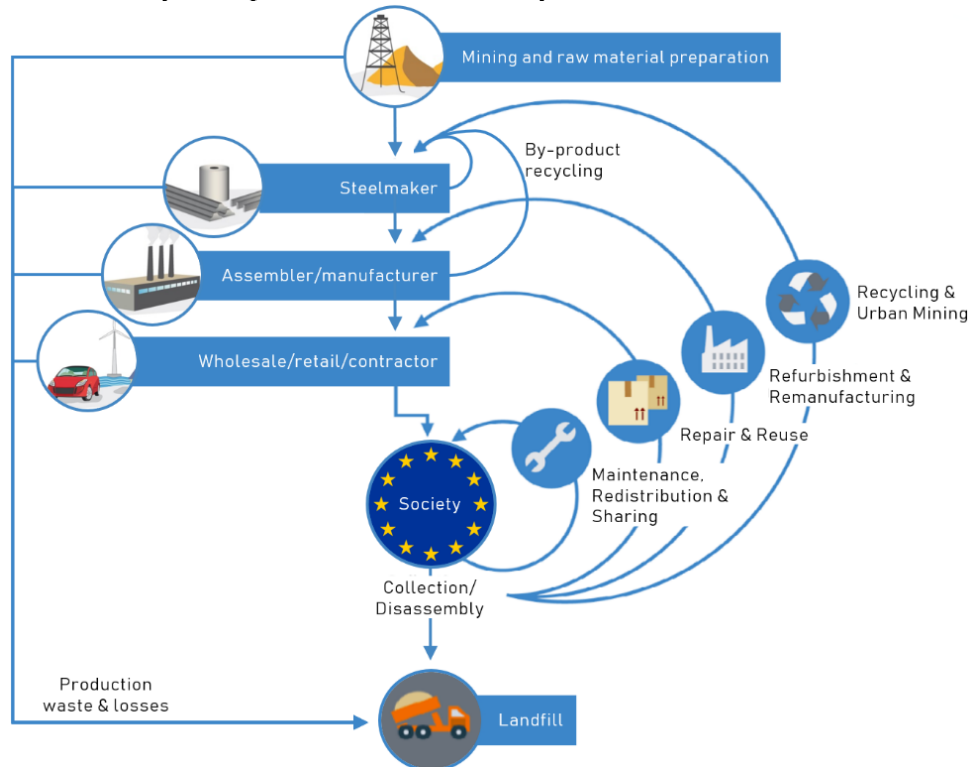 Mining and raw material preparation
By-product
recycling
Steelmaker
Assembler/manufacturer
Recycling &
Urban Mining
Wholesale/retail/contractor
Refurbishment &
Remanufacturing
Repair & Reuse
Maintenance,
Redistribution &
Sharing
Society
Collection/
Disassembly
Production
waste & losses
Landfill